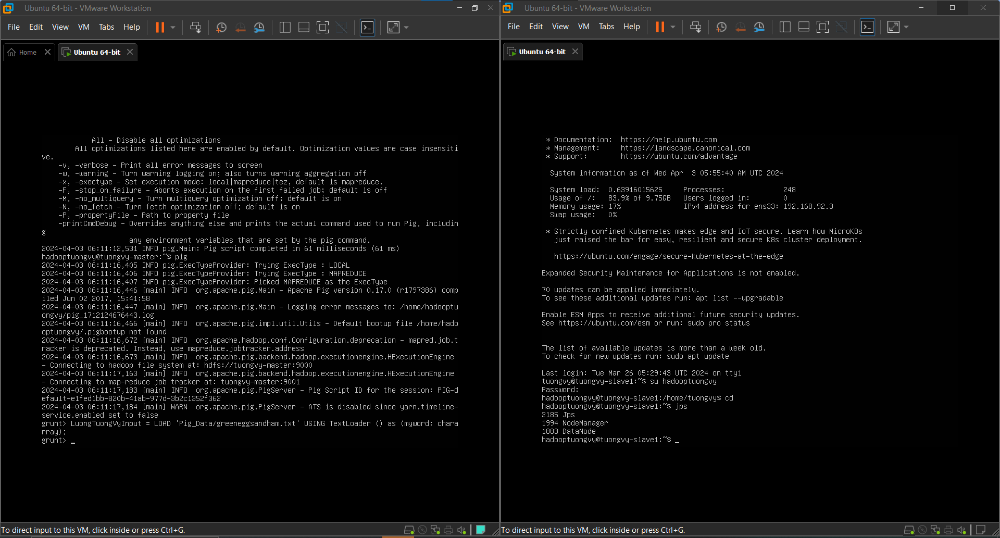 Ubuntu 64-bit - VMware Workstation
File Edit View VM Tabs Help
Home
Ubuntu 64-bit
All - Disable all optimizations
All optimizations listed here are enabled by default. Optimization values are case insensiti
ve.
-v, -verbose - Print all error messages to screen
-w, -warning - Turn warning logging on; also turns warning aggregation off
-x, -exectype - Set execution mode: local|mapreduce|tez, default is mapreduce.
-F, -stop_on_failure - Aborts execution on the first failed job; default is off
-M, -no_multiquery - Turn multiquery optimization off; default is on
-N, -no_fetch - Turn fetch optimization off; default is on
-P, -propertyFile - Path to property file
-printCmdDebug - Overrides anything else and prints the actual command used to run Pig, includin
g
any environment variables that are set by the pig command.
2024-04-03 06:11:12,531 INFO pig.Main: Pig script completed in 61 milliseconds (61 ms)
hadooptuongvy@tuongvy-master:~$ pig
2024-04-03 06:11:16,405 INFO pig.ExecTypeProvider: Trying ExecType : LOCAL
2024-04-03 06:11:16,406 INFO pig.ExecTypeProvider: Trying ExecType : MAPREDUCE
2024-04-03 06:11:16,407 INFO pig.ExecTypeProvider: Picked MAPREDUCE as the ExecType
2024-04-03 06:11:16,446 [main] INFO  org.apache.pig.Main - Apache Pig version 0.17.0 (r1797386) comp
iled Jun 02 2017, 15:41:58
2024-04-03 06:11:16,447 [main] INFO  org.apache.pig.Main - Logging error messages to: /home/hadooptu
ongvy/pig_1712124676443.log
2024-04-03 06:11:16,466 [main] INFO  org.apache.pig.impl.util.Utils - Default bootup file /home/hado
optuongvy/.pigbootup not found
2024-04-03 06:11:16,672 [main] INFO  org.apache.hadoop.conf.Configuration.deprecation - mapred.job.t
racker is deprecated. Instead, use mapreduce.jobtracker.address
2024-04-03 06:11:16,673 [main] INFO  org.apache.pig.backend.hadoop.executionengine.HExecutionEngine
- Connecting to hadoop file system at: hdfs://tuongvy-master:9000
2024-04-03 06:11:17,163 [main] INFO  org.apache.pig.backend.hadoop.executionengine.HExecutionEngine
- Connecting to map-reduce job tracker at: tuongvy-master:9001
2024-04-03 06:11:17,183 [main] INFO  org.apache.pig.PigServer - Pig Script ID for the session: PIG-d
efault-e1fed1bb-820b-41ab-977d-3b2c1352f362
2024-04-03 06:11:17,184 [main] WARN  org.apache.pig.PigServer - ATS is disabled since yarn.timeline-
service.enabled set to false
grunt> LuongTuongVyInput = LOAD 'Pig_Data/greeneggsandham.txt' USING TextLoader () as (myword: chara
rray);
grunt> _
To direct input to this VM, click inside or press Ctrl+G.
Ubuntu 64-bit - VMware Workstation
File Edit View VM Tabs Help
Ubuntu 64-bit
* Documentation:  https://help.ubuntu.com
* Management:     https://landscape.canonical.com
* Support:        https://ubuntu.com/advantage
System information as of Wed Apr  3 05:55:40 AM UTC 2024
System load:  0.63916015625     Processes:              248
Usage of /:   83.9% of 9.75GB   Users logged in:        0
Memory usage: 17%               IPv4 address for ens33: 192.168.92.3
Swap usage:   0%
* Strictly confined Kubernetes makes edge and IoT secure. Learn how MicroK8s
just raised the bar for easy, resilient and secure K8s cluster deployment.
https://ubuntu.com/engage/secure-kubernetes-at-the-edge
Expanded Security Maintenance for Applications is not enabled.
70 updates can be applied immediately.
To see these additional updates run: apt list --upgradable
Enable ESM Apps to receive additional future security updates.
See https://ubuntu.com/esm or run: sudo pro status
The list of available updates is more than a week old.
To check for new updates run: sudo apt update
Last login: Tue Mar 26 05:29:43 UTC 2024 on tty1
tuongvy@tuongvy-slave1:~$ su hadooptuongvy
Password:
hadooptuongvy@tuongvy-slave1:/home/tuongvy$ cd
hadooptuongvy@tuongvy-slave1:~$ jps
2185 Jps
1994 NodeManager
1883 DataNode
hadooptuongvy@tuongvy-slave1:~$ _
To direct input to this VM, click inside or press Ctrl+G.